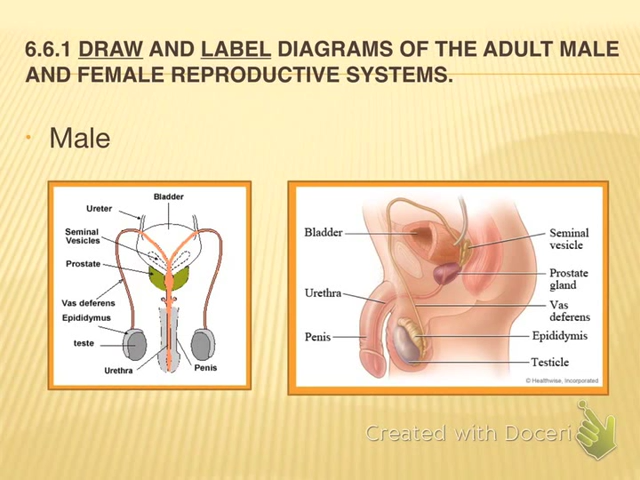 6.6.1 DRAW AND LABEL DIAGRAMS OF THE ADULT MALE
AND FEMALE REPRODUCTIVE SYSTEMS.
• Male
Bladder
Ureter
Seminal
Vesicles
Prostate
Vas deferens
Epididymus
teste
Urethra
Penis
Bladder
Urethra
Penis
Seminal
vesicle
Prostate
gland
Vas
deferens
Epididymis
Testicle
© Healthwise, Incorporated
Created with Doceri